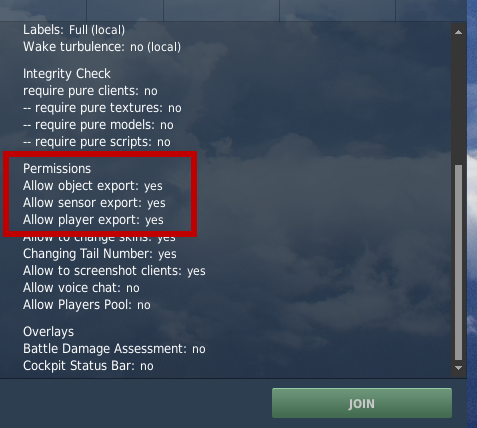 Labels: Full (local)
Wake turbulence: no (local)
Integrity Check
require pure clients: no
-- require pure textures: no
-- require pure models: no
-- require pure scripts: no
Permissions
Allow object export: yes
Allow sensor export: yes
Allow player export: yes
Allow to change skins: yes
Changing Tail Number: yes
Allow to screenshot clients: yes
Allow voice chat: no
Allow Players Pool: no
Overlays
Battle Damage Assessment: no
Cockpit Status Bar: no
JOIN